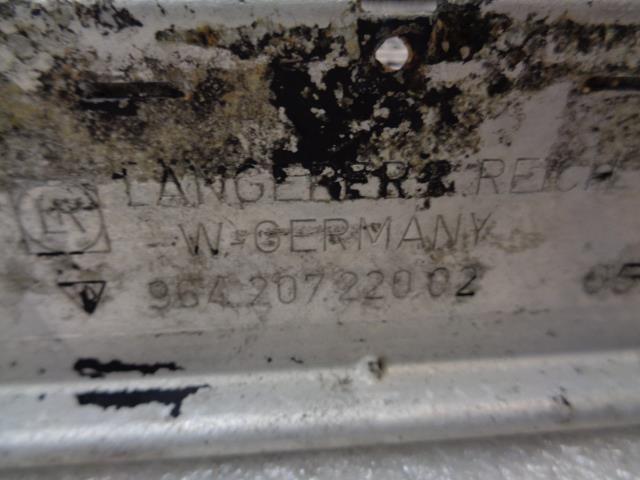 LANGERER & REICH
W-GERMANY
964 207 220 02